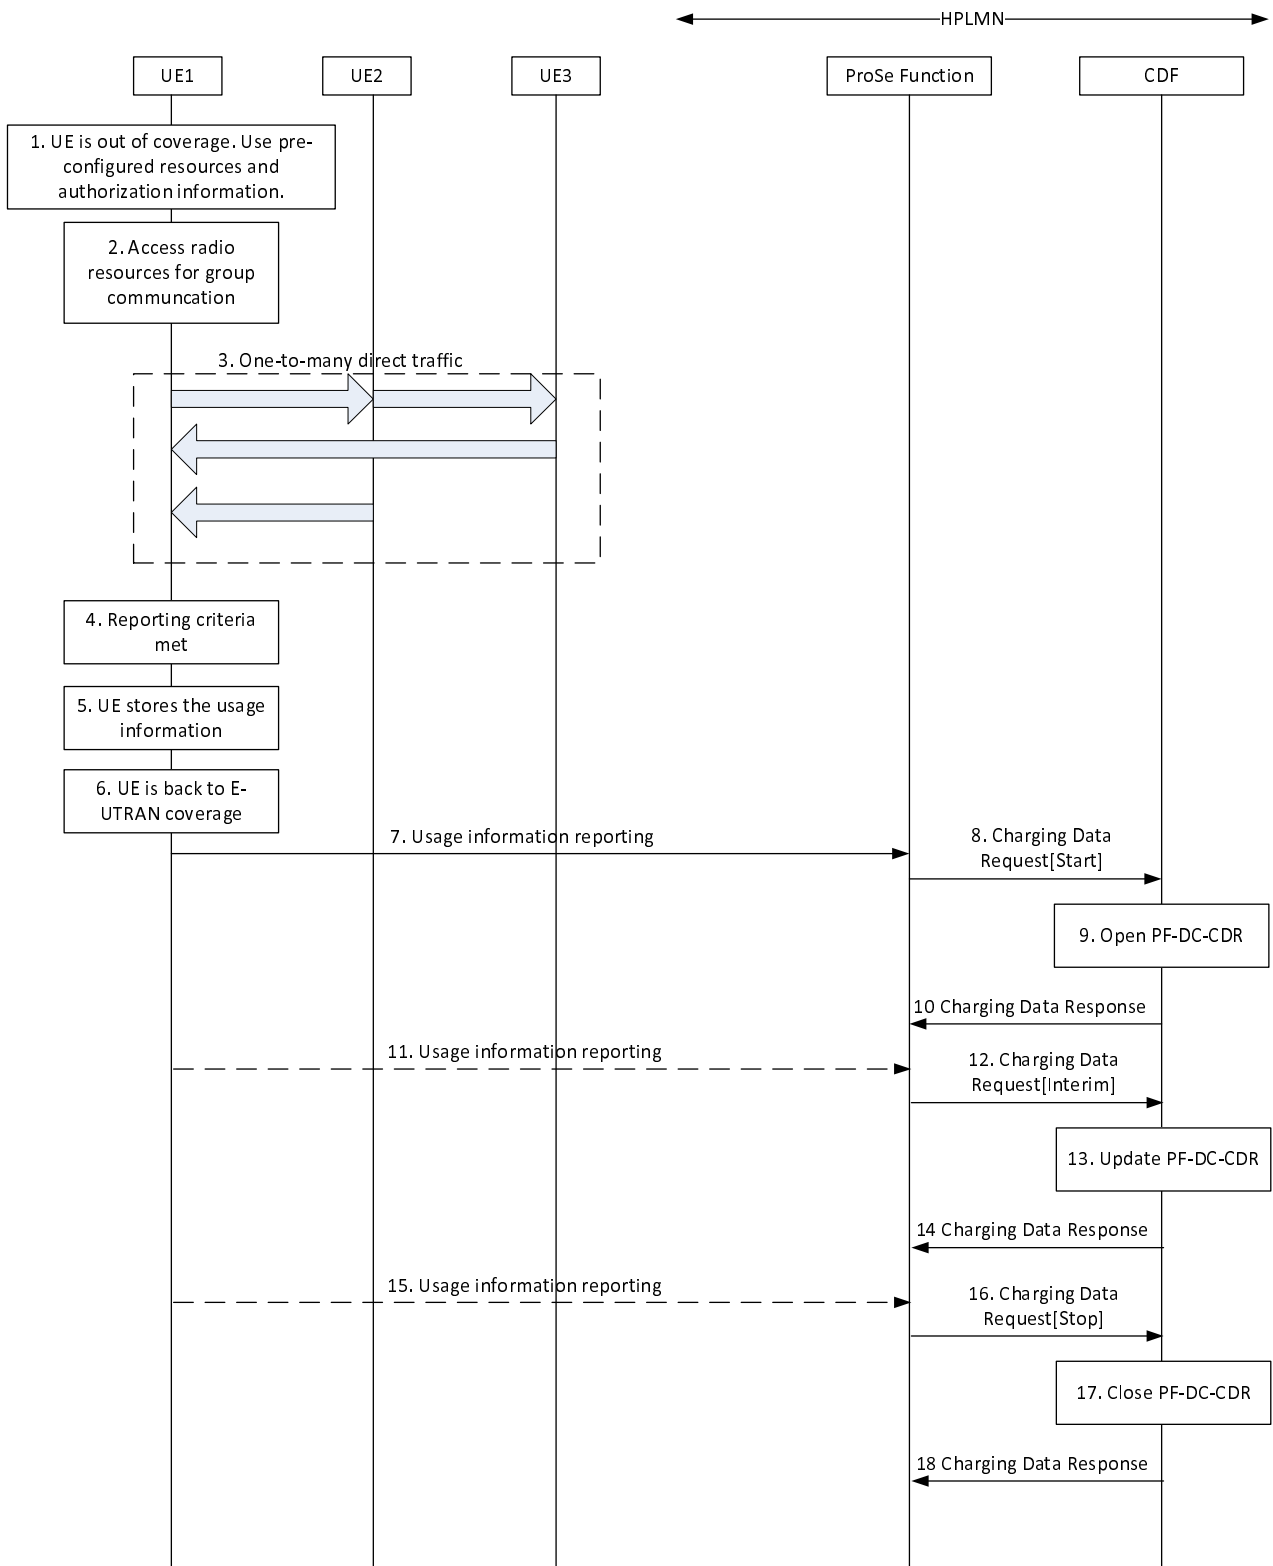 HPLMN
UE1
UE2
UE3
ProSe Function
CDF
1. UE is out of coverage. Use pre-
configured resources and
authorization information.
2. Access radio
resources for group
communcation
3. One-to-many direct traffic
4. Reporting criteria
met
5. UE stores the usage
information
6. UE is back to E-
UTRAN coverage
7. Usage information reporting
8. Charging Data
Request[Start]
9. Open PF-DC-CDR
10 Charging Data Response
11. Usage information reporting
12. Charging Data
Request[Interim]
13. Update PF-DC-CDR
14 Charging Data Response
15. Usage information reporting
16. Charging Data
Request[Stop]
17. Close PF-DC-CDR
18 Charging Data Response